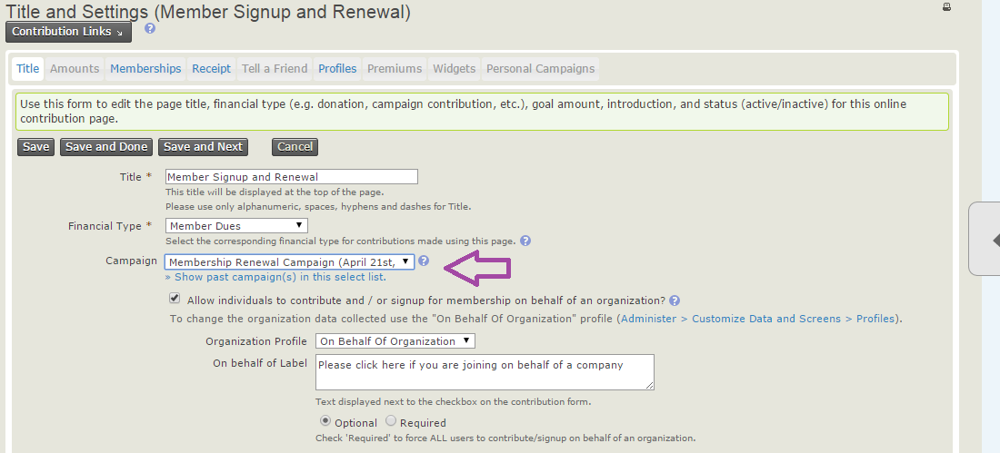 Title and Settings (Member Signup and Renewal)
Contribution Links ↘
Title Amounts Memberships Receipt Tell a Friend Profiles Premiums Widgets Personal Campaigns
Use this form to edit the page title, financial type (e.g. donation, campaign contribution, etc.), goal amount, introduction, and status (active/inactive) for this online
contribution page.
Save Save and Done Save and Next Cancel
Title * Member Signup and Renewal
This title will be displayed at the top of the page.
Please use only alphanumeric, spaces, hyphens and dashes for Title.
Financial Type * Member Dues
Select the corresponding financial type for contributions made using this page. ?
Campaign Membership Renewal Campaign (April 21st, ?
» Show past campaign(s) in this select list.
Allow individuals to contribute and / or signup for membership on behalf of an organization? ?
To change the organization data collected use the "On Behalf Of Organization" profile (Administer > Customize Data and Screens > Profiles).
Organization Profile On Behalf Of Organization
On behalf of Label Please click here if you are joining on behalf of a company
Text displayed next to the checkbox on the contribution form.
Optional Required
Check 'Required' to force ALL users to contribute/signup on behalf of an organization.